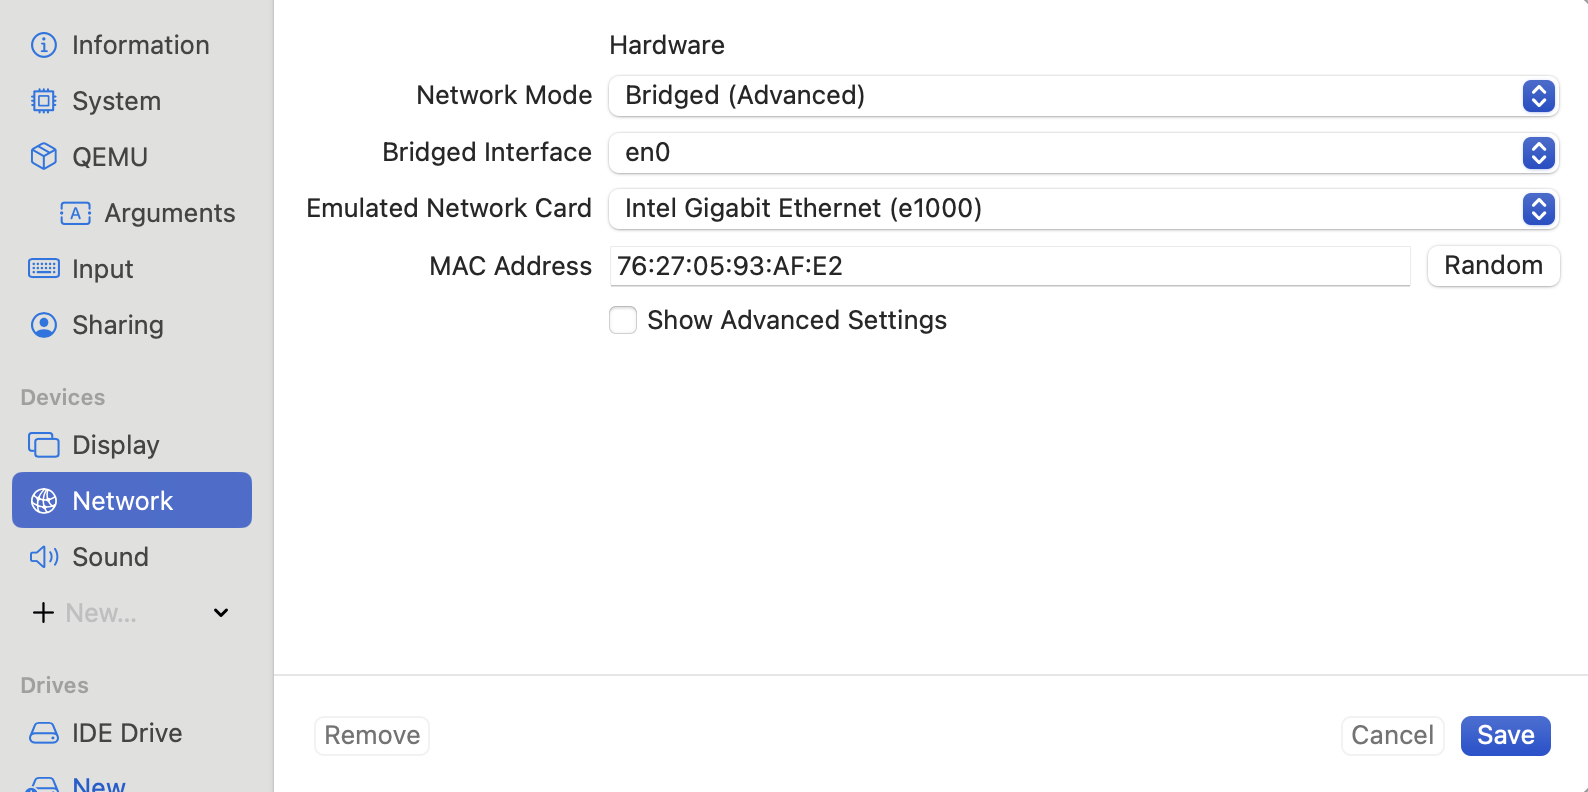 Information
System
QEMU
Arguments
Input
Sharing
Devices
Display
Network
Sound
New...
Drives
IDE Drive
New
Hardware
Network Mode Bridged (Advanced)
Bridged Interface en0
Emulated Network Card Intel Gigabit Ethernet (e1000)
MAC Address 76:27:05:93:AF:E2 Random
Show Advanced Settings
Remove Cancel Save